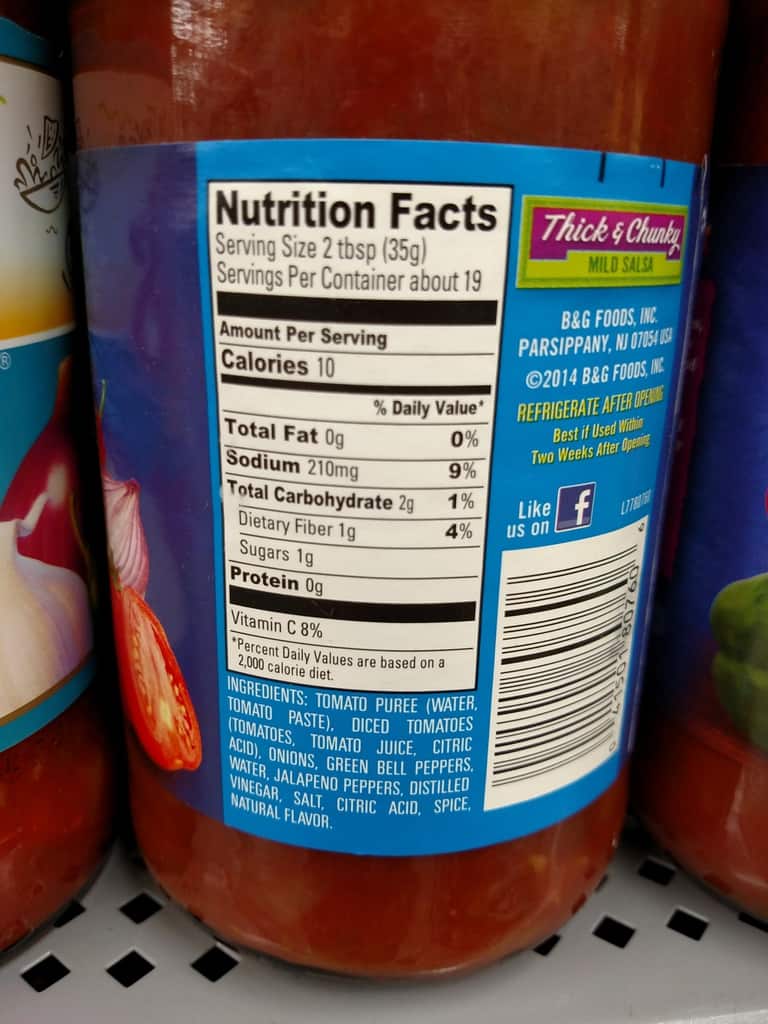 Nutrition Facts
Serving Size 2 tbsp (35g)
Servings Per Container about 19
Amount Per Serving
Calories 10
% Daily Value*
Total Fat 0g 0%
Sodium 210mg 9%
Total Carbohydrate 2g 1%
Dietary Fiber 1g 4%
Sugars 1g
Protein 0g
Vitamin C 8%
*Percent Daily Values are based on a
2,000 calorie diet.
INGREDIENTS: TOMATO PUREE (WATER,
TOMATO PASTE), DICED TOMATOES
(TOMATOES, TOMATO JUICE, CITRIC
ACID), ONIONS, GREEN BELL PEPPERS,
WATER, JALAPENO PEPPERS, DISTILLED
VINEGAR, SALT, CITRIC ACID, SPICE,
NATURAL FLAVOR.
Thick & Chunky
MILD SALSA
B&G FOODS, INC.
PARSIPPANY, NJ 07054 USA
©2014 B&G FOODS, INC.
REFRIGERATE AFTER OPENING
Best if Used Within
Two Weeks After Opening
Like
us on f
®